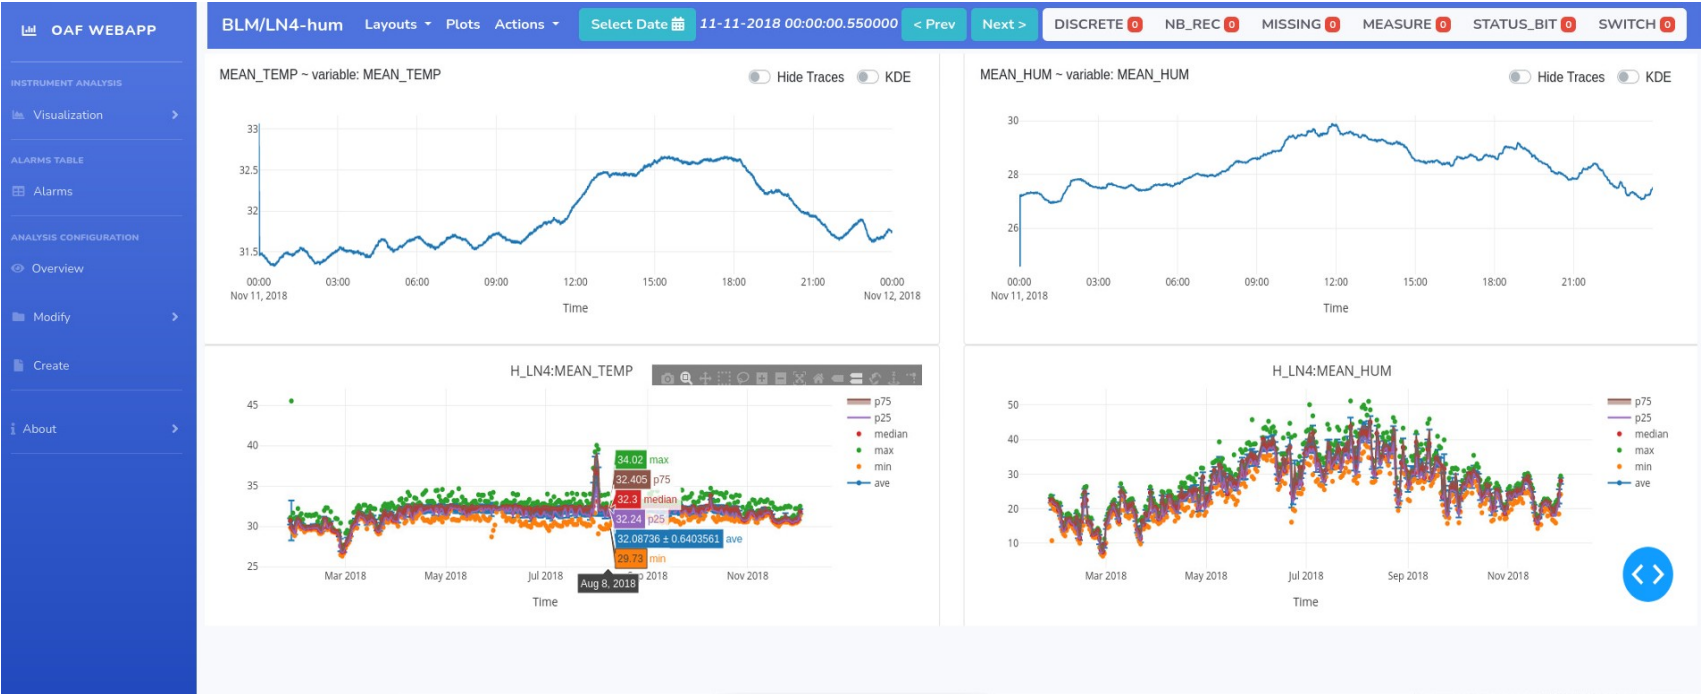 OAF WEBAPP
INSTRUMENT ANALYSIS
Visualization
ALARMS TABLE
Alarms
ANALYSIS CONFIGURATION
Overview
Modify
Create
About
BLM/LN4-hum Layouts Plots Actions Select Date 11-11-2018 00:00:00.550000 < Prev Next > DISCRETE 0 NB_REC 0 MISSING 0 MEASURE 0 STATUS_BIT 0 SWITCH 0
MEAN_TEMP ~ variable: MEAN_TEMP Hide Traces KDE
33
32.5
32
31.5
00:00 03:00 06:00 09:00 12:00 15:00 18:00 21:00 00:00
Nov 11, 2018 Nov 12, 2018
Time
MEAN_HUM ~ variable: MEAN_HUM Hide Traces KDE
30
28
26
00:00 03:00 06:00 09:00 12:00 15:00 18:00 21:00
Nov 11, 2018
Time
H_LN4:MEAN_TEMP
45
40
35
30
25
34.02 max
32.405 p75
32.3 median
32.24 p25
32.08736 ± 0.6403561 ave
29.73 min
Mar 2018 May 2018 Jul 2018 2018 Nov 2018
Aug 8, 2018
Time
p75
p25
median
max
min
ave
H_LN4:MEAN_HUM
50
40
30
20
10
Mar 2018 May 2018 Jul 2018 Sep 2018 Nov 2018
Time
p75
p25
median
max
min
ave